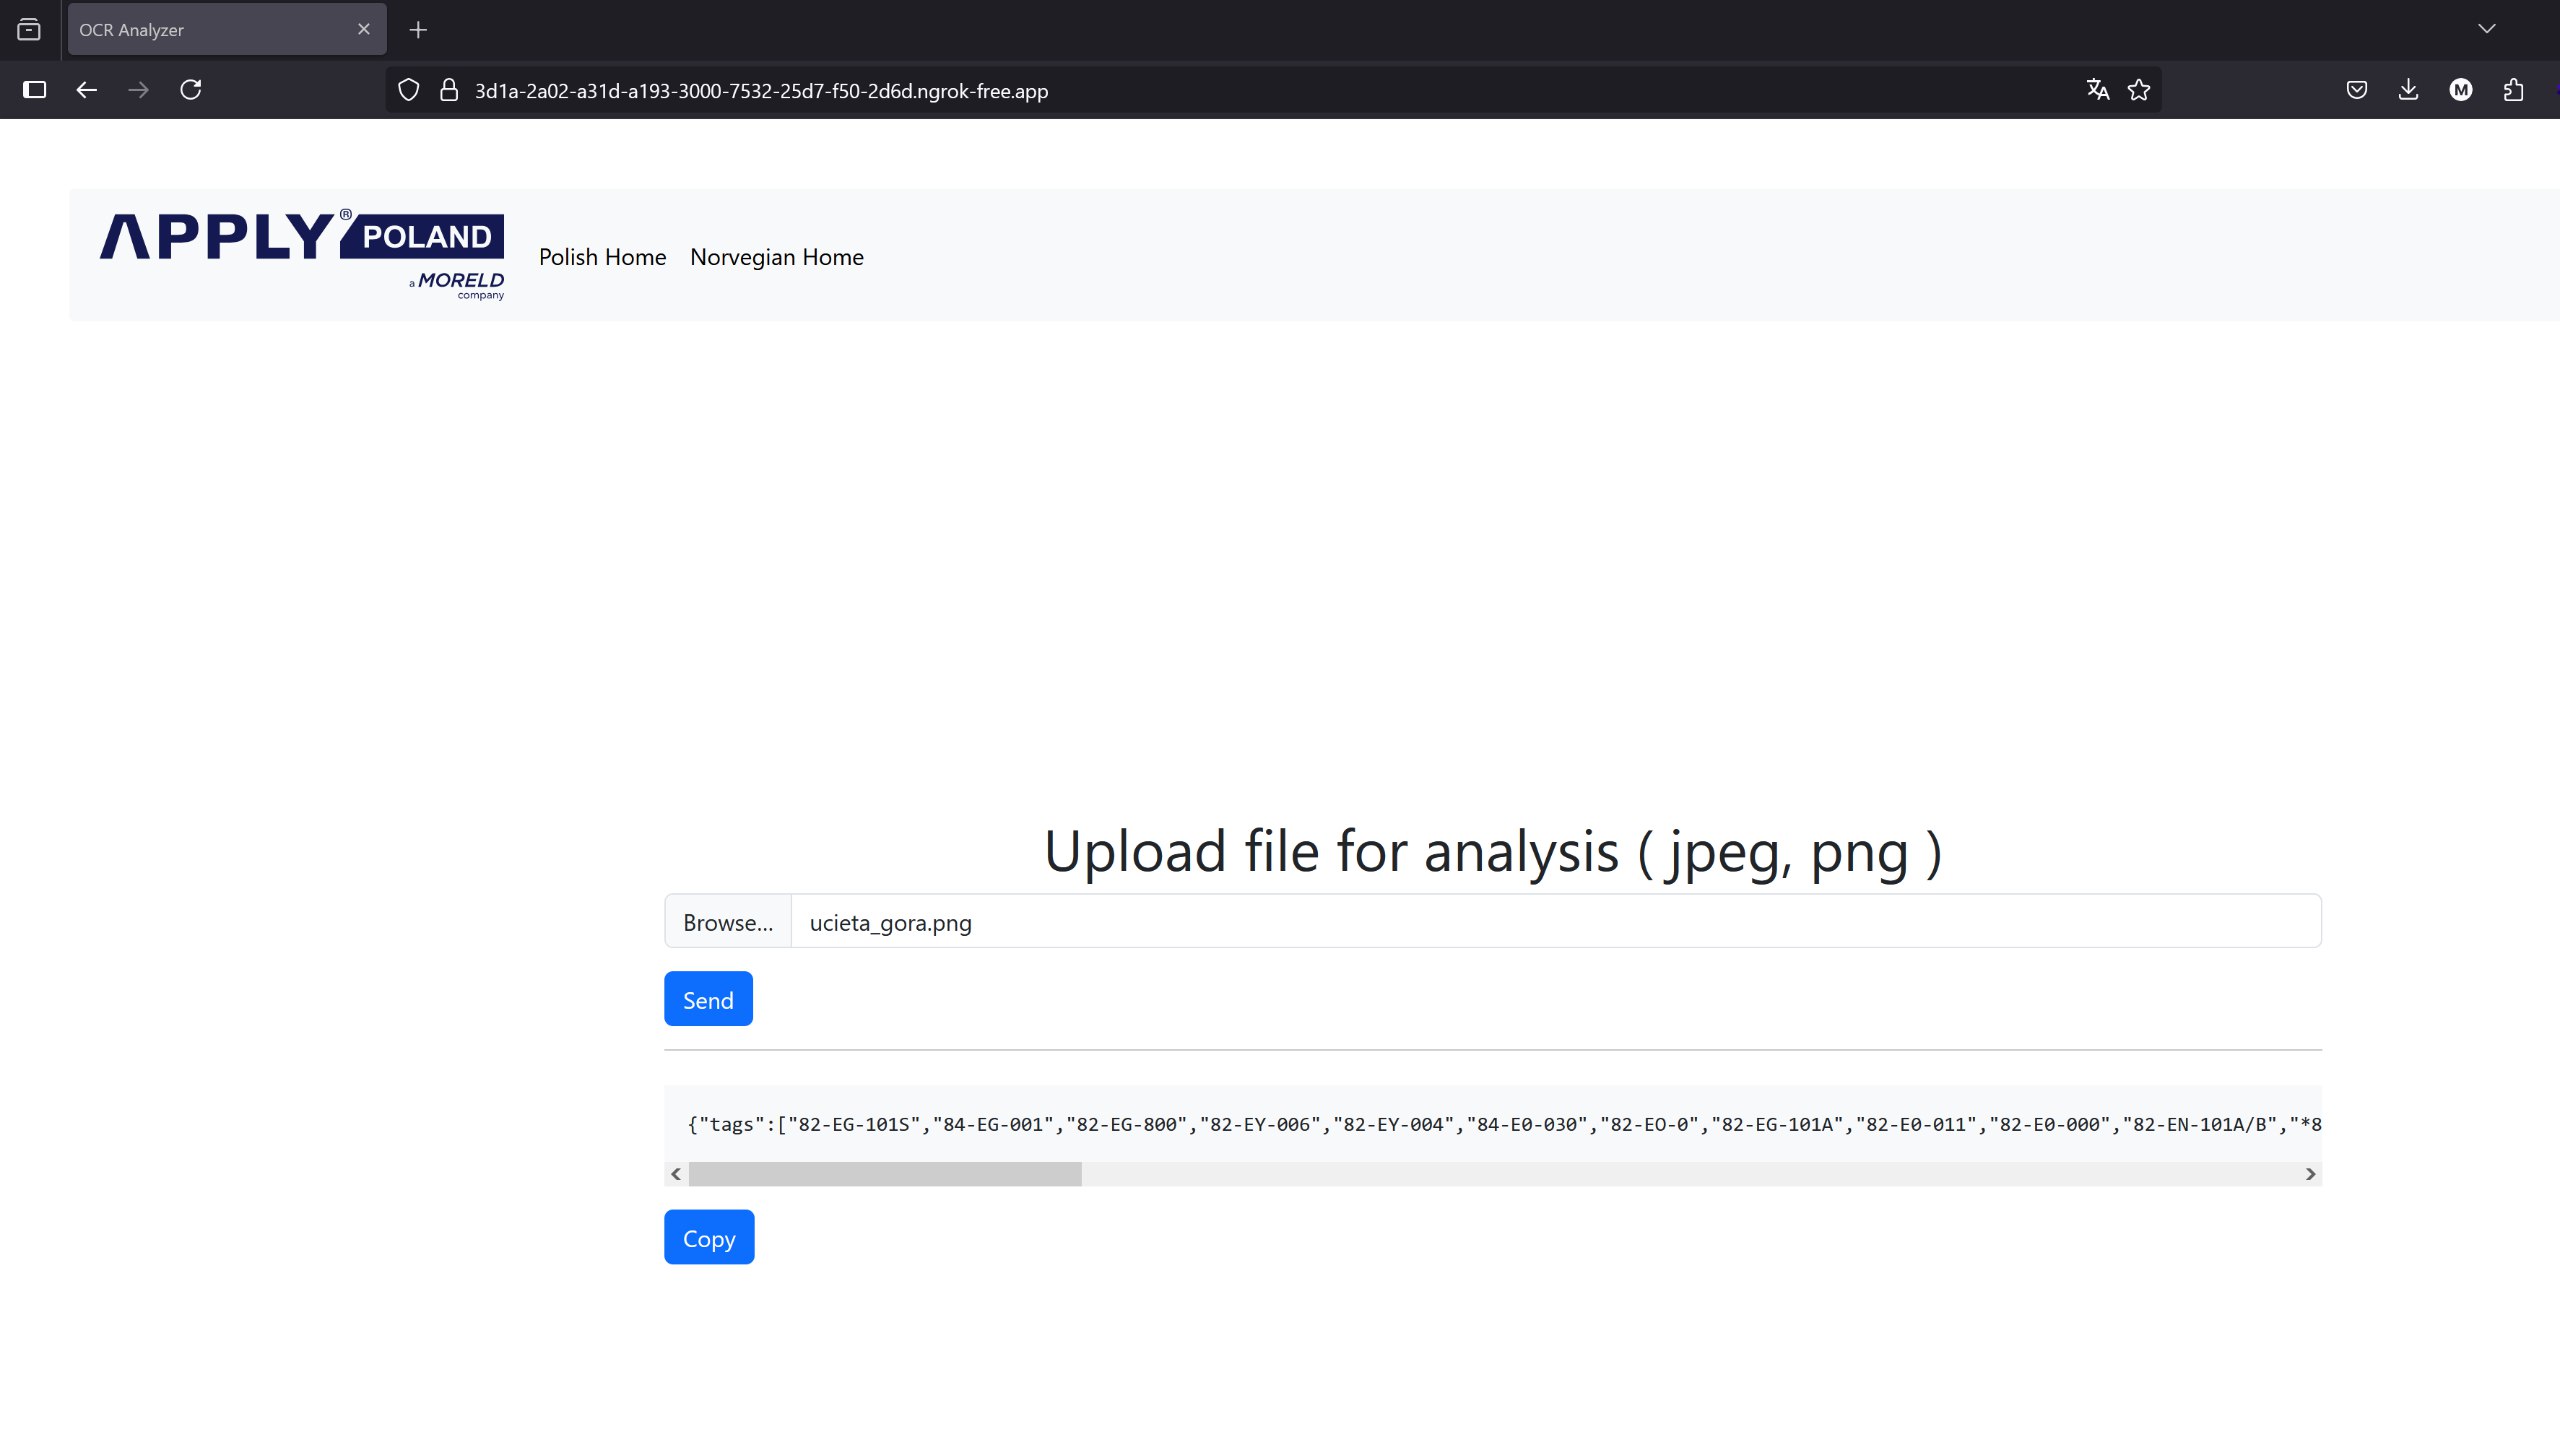 OCR Analyzer
3d1a-2a02-a31d-a193-3000-7532-25d7-f50-2d6d.ngrok-free.app
M
APPLY® POLAND
a MORELD
company
Polish Home Norvegian Home
Upload file for analysis ( jpeg, png )
Browse... ucieta_gora.png
Send
{"tags":["82-EG-101S","84-EG-001","82-EG-800","82-EY-006","82-EY-004","84-E0-030","82-EO-0","82-EG-101A","82-E0-011","82-E0-000","82-EN-101A/B","*8
Copy